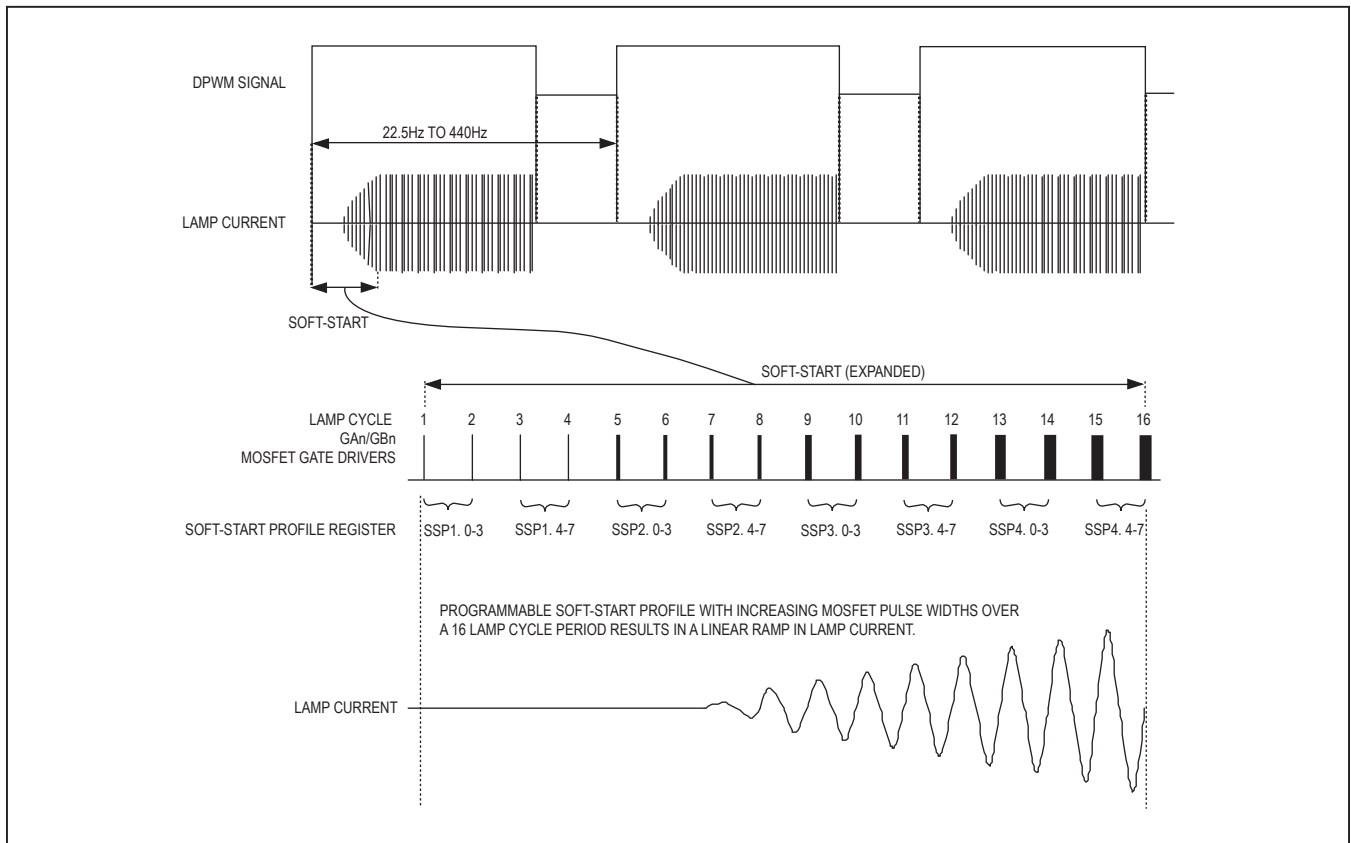 DPWM SIGNAL
22.5Hz TO 440Hz
LAMP CURRENT
SOFT-START
SOFT-START (EXPANDED)
LAMP CYCLE 1 2 3 4 5 6 7 8 9 10 11 12 13 14 15 16
GAn/GBn
MOSFET GATE DRIVERS
SOFT-START PROFILE REGISTER SSP1. 0-3 SSP1. 4-7 SSP2. 0-3 SSP2. 4-7 SSP3. 0-3 SSP3. 4-7 SSP4. 0-3 SSP4. 4-7
PROGRAMMABLE SOFT-START PROFILE WITH INCREASING MOSFET PULSE WIDTHS OVER
A 16 LAMP CYCLE PERIOD RESULTS IN A LINEAR RAMP IN LAMP CURRENT.
LAMP CURRENT